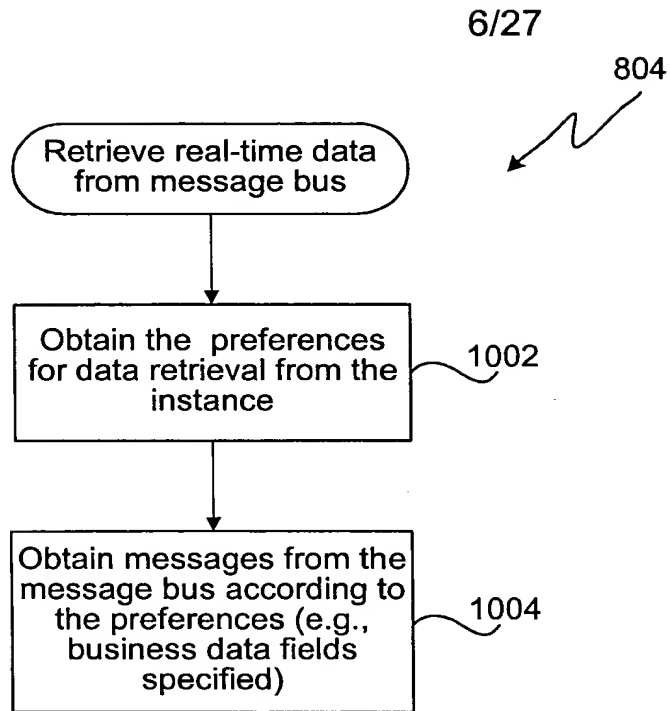 6/27
804
Retrieve real-time data
from message bus
Obtain the preferences
for data retrieval from the
instance
1002
Obtain messages from the
message bus according to
the preferences (e.g.,
business data fields
specified)
1004